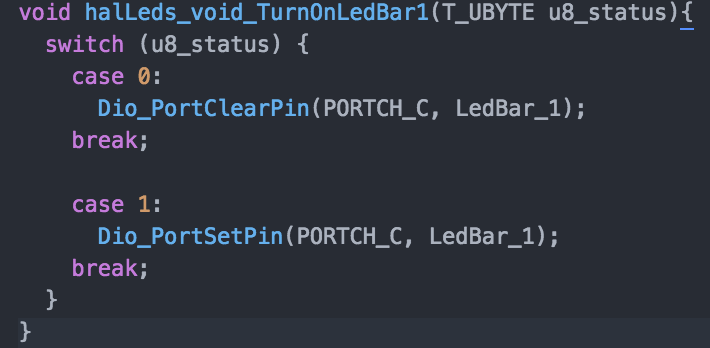 void halLeds_void_TurnOnLedBar1(T_UBYTE u8_status){
  switch (u8_status) {
    case 0:
      Dio_PortClearPin(PORTCH_C, LedBar_1);
    break;

    case 1:
      Dio_PortSetPin(PORTCH_C, LedBar_1);
    break;
  }
}